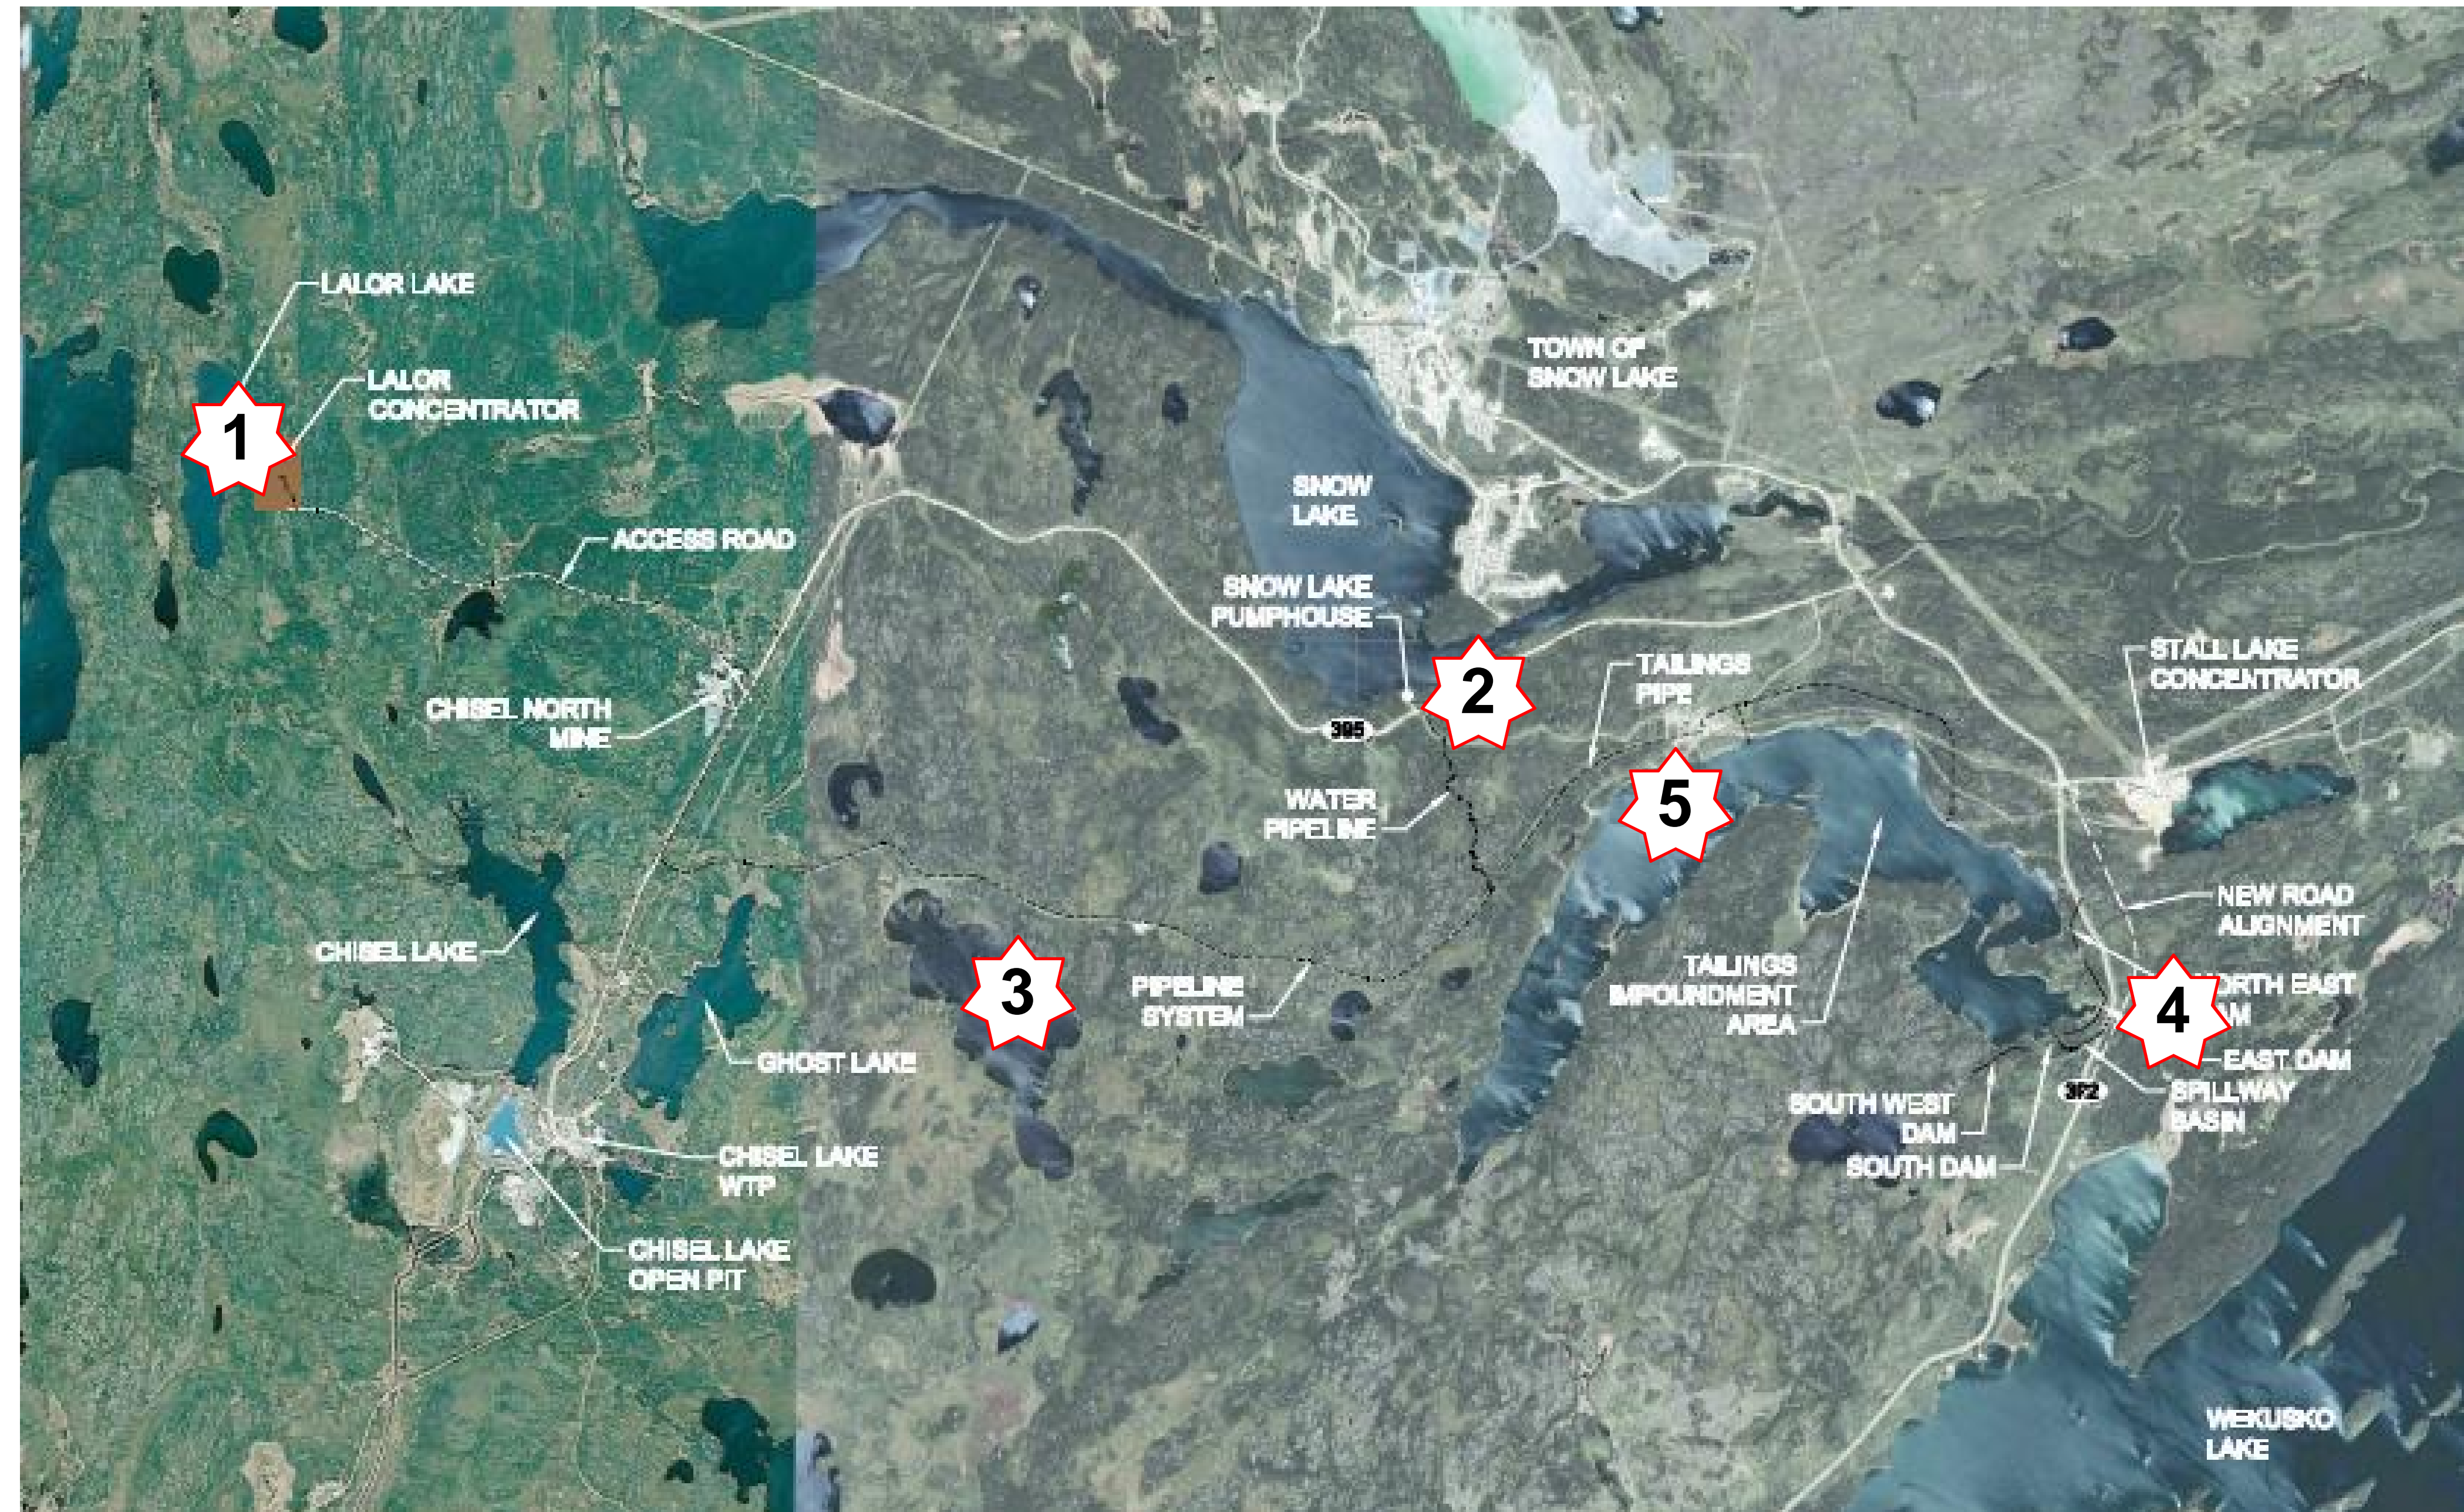 LALOR LAKE
LALOR
CONCENTRATOR
1
TOWN OF
SNOW LAKE
SNOW
LAKE
ACCESS ROAD
SNOW LAKE
PUMPHOUSE
2
TAILINGS
PIPE
STALL LAKE
CONCENTRATOR
CHISEL NORTH
MINE
395
5
WATER
PIPELINE
NEW ROAD
ALIGNMENT
CHISEL LAKE
3
PIPELINE
SYSTEM
TAILINGS
IMPOUNDMENT
AREA
4
EAST
EAST DAM
GHOST LAKE
392
SPILLWAY
BASIN
SOUTH WEST
DAM
SOUTH DAM
CHISEL LAKE
WTP
CHISEL LAKE
OPEN PIT
WEKUSKO
LAKE